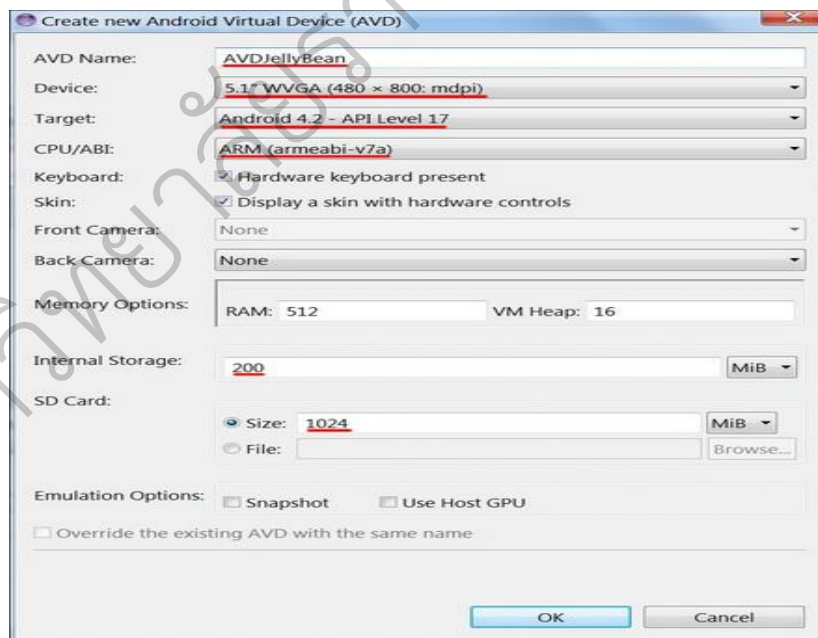 Create new Android Virtual Device (AVD)
AVD Name: AVDJellyBean
Device: 5.1" WVGA (480 × 800: mdpi)
Target: Android 4.2 - API Level 17
CPU/ABI: ARM (armeabi-v7a)
Keyboard: Hardware keyboard present
Skin: Display a skin with hardware controls
Front Camera: None
Back Camera: None
Memory Options: RAM: 512 VM Heap: 16
Internal Storage: 200 MiB
SD Card:
Size: 1024 MiB
File: Browse...
Emulation Options: Snapshot Use Host GPU
Override the existing AVD with the same name
OK Cancel